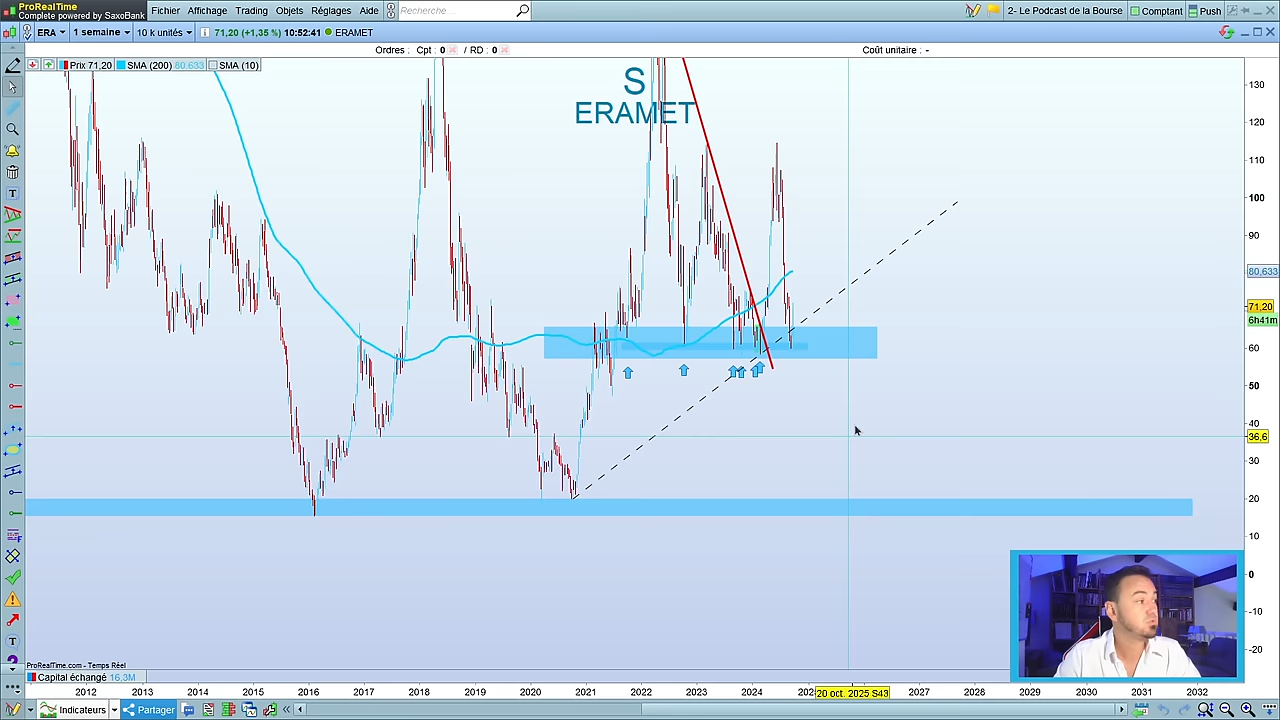 ProRealTime
Complete powered by SaxoBank
Fichier Affichage Trading Objets Réglages Aide Recherche 2- Le Podcast de la Bourse Comptant Push
ERA 1 semaine 10 k unités 71,20 (+1,35 %) 10:52:41 ERAMET
Ordres : Cpt : 0 / RD : 0 Coût unitaire : -
Prix 71,20 SMA (200) 80,633 SMA (10)
S
ERAMET
130
120
110
100
90
80,633
71,20
6h41m
60
50
40
36,6
30
20
10
0
-10
-20
ProRealTime.com - Temps Réel
Capital échangé 16,3M
2012 2013 2014 2015 2016 2017 2018 2019 2020 2021 2022 2023 2024 20 oct. 2025 S43 2027 2028 2029 2030 2031 2032
Indicateurs Partager